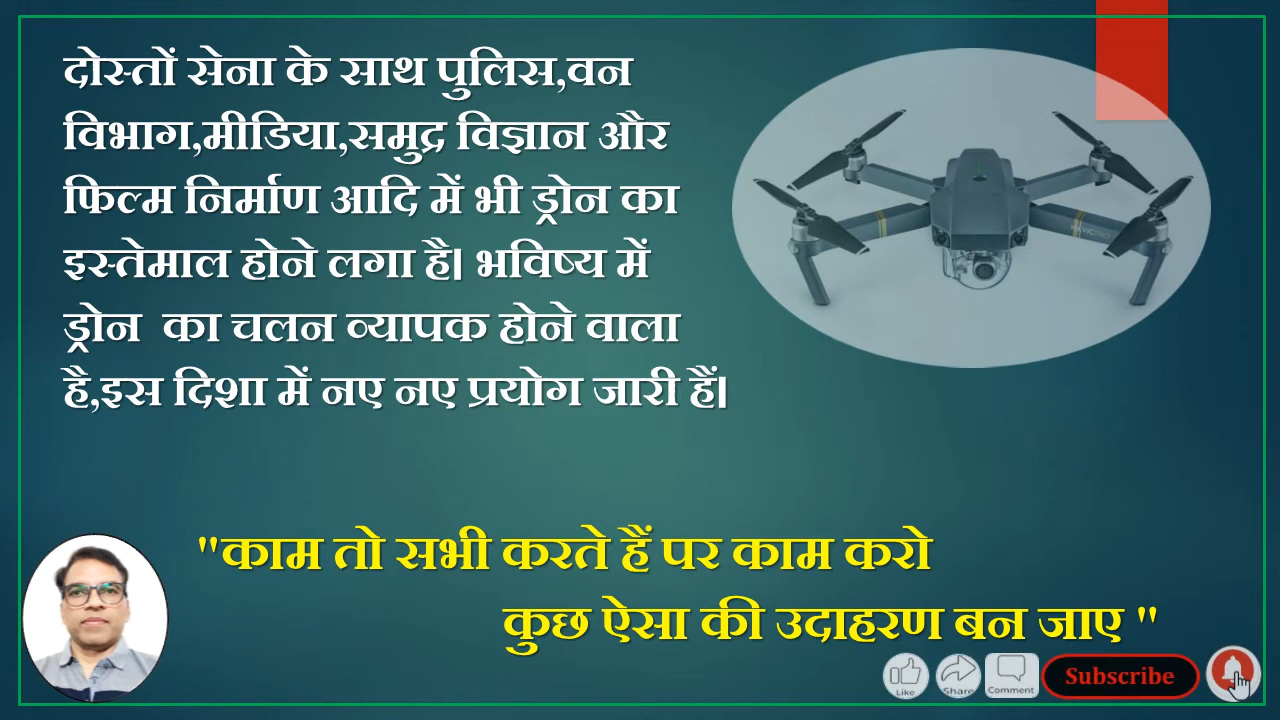 दोस्तों सेना के साथ पुलिस,वन
विभाग,मीडिया,समुद्र विज्ञान और
फिल्म निर्माण आदि में भी ड्रोन का
इस्तेमाल होने लगा है। भविष्य में
ड्रोन का चलन व्यापक होने वाला
है,इस दिशा में नए नए प्रयोग जारी हैं।
"काम तो सभी करते हैं पर काम करो
कुछ ऐसा की उदाहरण बन जाए "
Like
Share
Comment
Subscribe